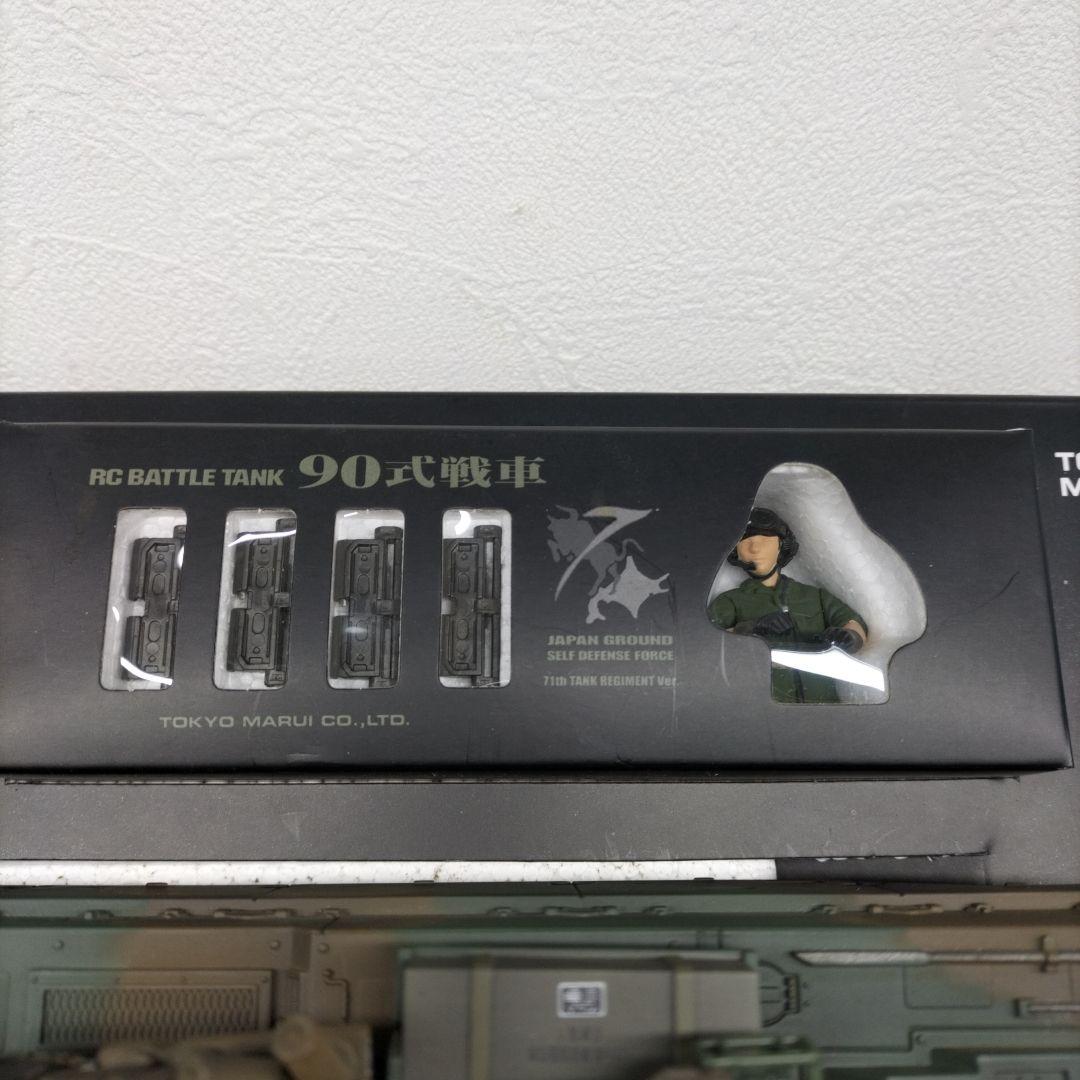 RC BATTLE TANK 90式戦車
7
JAPAN GROUND
SELF DEFENSE FORCE
71th TANK REGIMENT Ver.
TOKYO MARUI CO.,LTD.